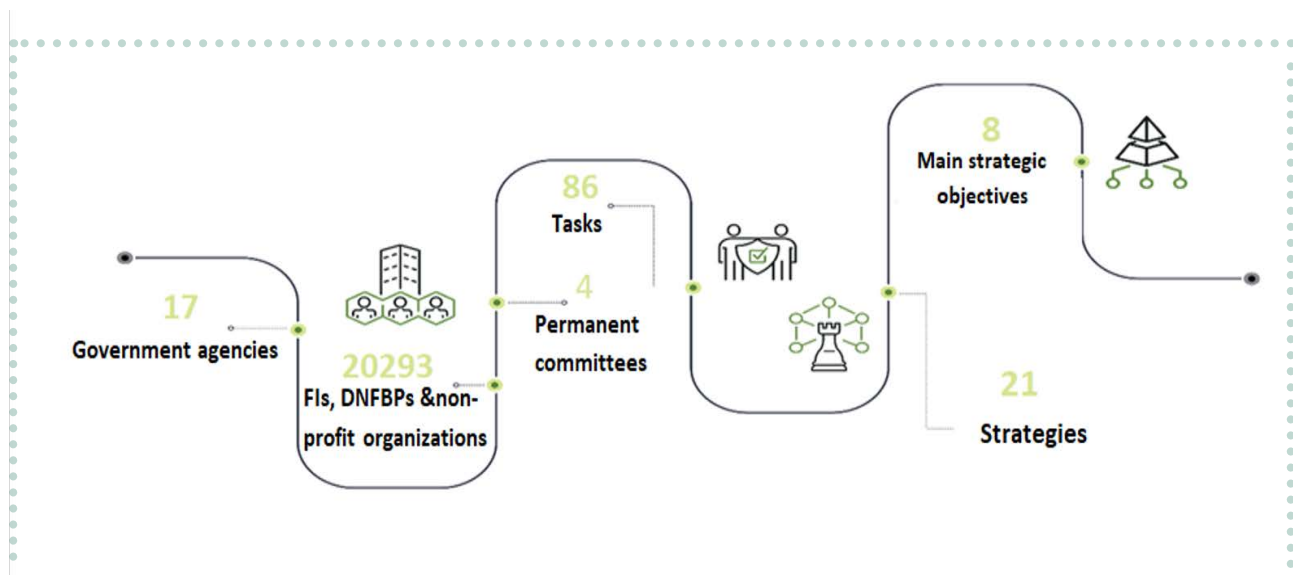 17
Government agencies
20293
FIs, DNFBPs &non-
profit organizations
86
Tasks
4
Permanent
committees
8
Main strategic
objectives
21
Strategies